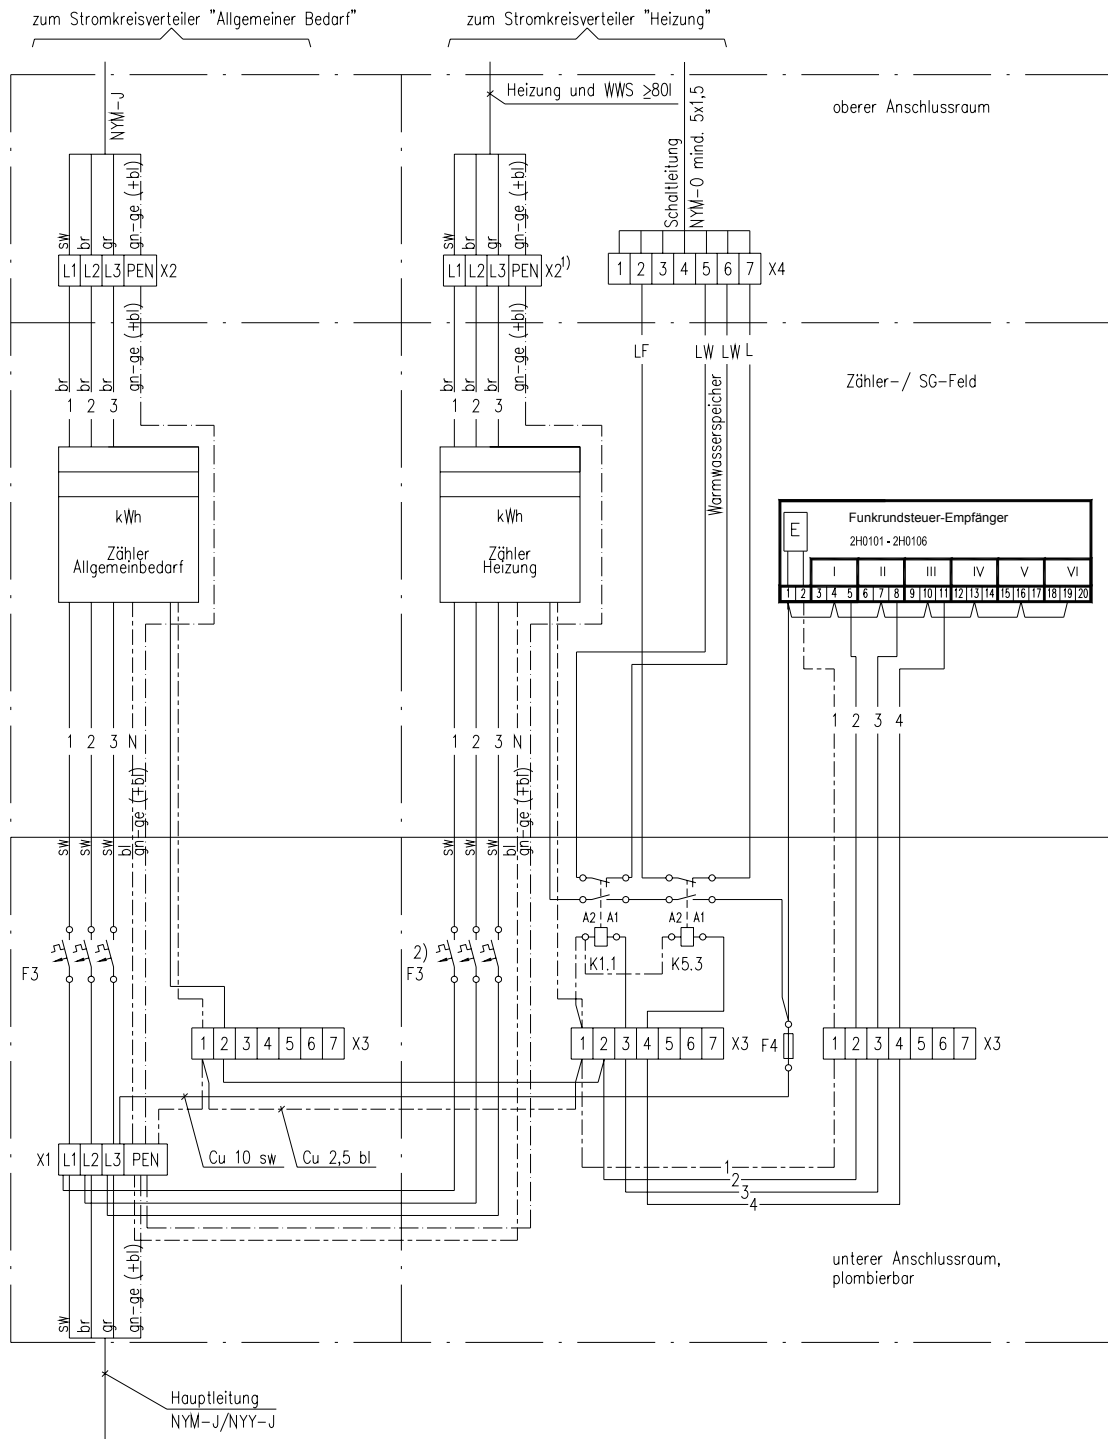 zum Stromkreisverteiler "Allgemeiner Bedarf"
zum Stromkreisverteiler "Heizung"
Heizung und WWS ≥80l
oberer Anschlussraum
NYM-J
Schaltleitung
NYM-O mind. 5x1,5
sw br gr gn-ge (+bl)
sw br gr gn-ge (+bl)
L1 L2 L3 PEN X2
L1 L2 L3 PEN X2 1)
1 2 3 4 5 6 7 X4
br br br gn-ge (+bl)
br br br gn-ge (+bl)
LF LW LW L
Warmwasserspeicher
Zähler-/ SG-Feld
1 2 3
1 2 3
kWh
Zähler
Allgemeinbedarf
kWh
Zähler
Heizung
E
Funkrundsteuer-Empfänger
2H0101 - 2H0106
I II III IV V VI
1 2 3 4 5 6 7 8 9 10 11 12 13 14 15 16 17 18 19 20
1 2 3 4
1 2 3 N
1 2 3 N
sw sw sw bl gn-ge (+bl)
sw sw sw bl gn-ge (+bl)
A2 A1
A2 A1
K1.1
K5.3
F3
2)
F3
1 2 3 4 5 6 7 X3
1 2 3 4 5 6 7 X3
F4
1 2 3 4 5 6 7 X3
X1 L1 L2 L3 PEN
Cu 10 sw
Cu 2,5 bl
1
2
3
4
unterer Anschlussraum,
plombierbar
sw br gr gn-ge (+bl)
Hauptleitung
NYM-J/NYY-J